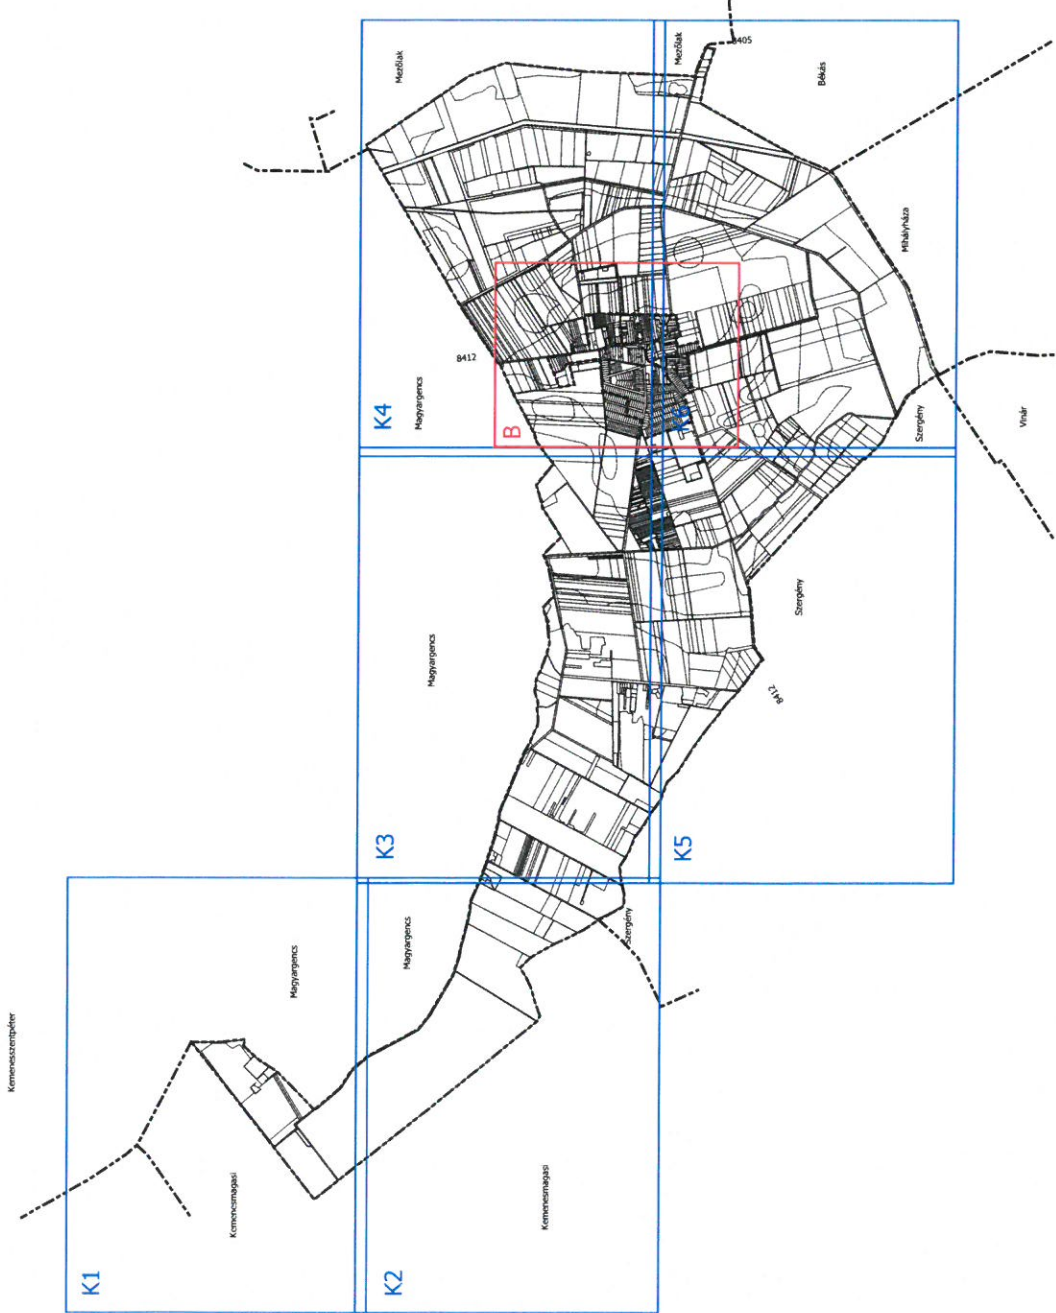 Mezőlak
Mezőlak
8405
Békás
Mihályháza
8412
Magyargencs
K4
B
K6
Szergény
Vinár
Magyargencs
Szergény
8412
K3
K5
Magyargencs
Magyargencs
Szergény
Kemenesszentpéter
Kemenesmagasi
Kemenesmagasi
K1
K2